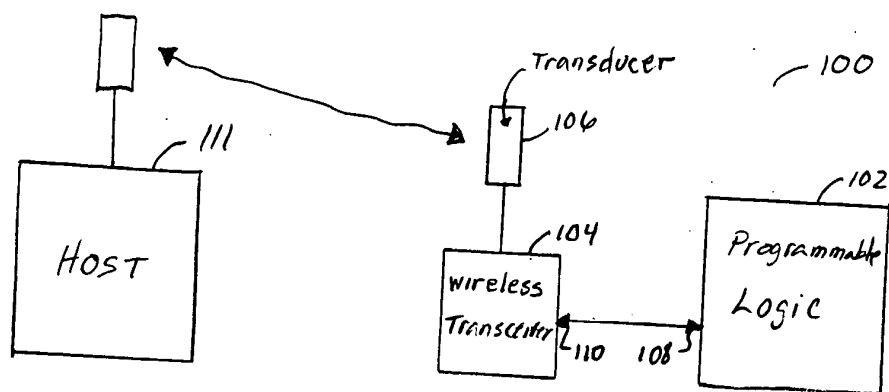 Transducer
100
106
111
HOST
104
wireless
Transceiver
110
108
102
Programmable
Logic